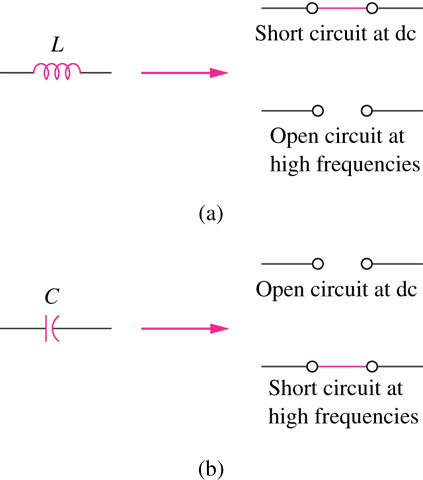 Short circuit at dc
L
Open circuit at
high frequencies
(a)
Open circuit at dc
C
Short circuit at
high frequencies
(b)